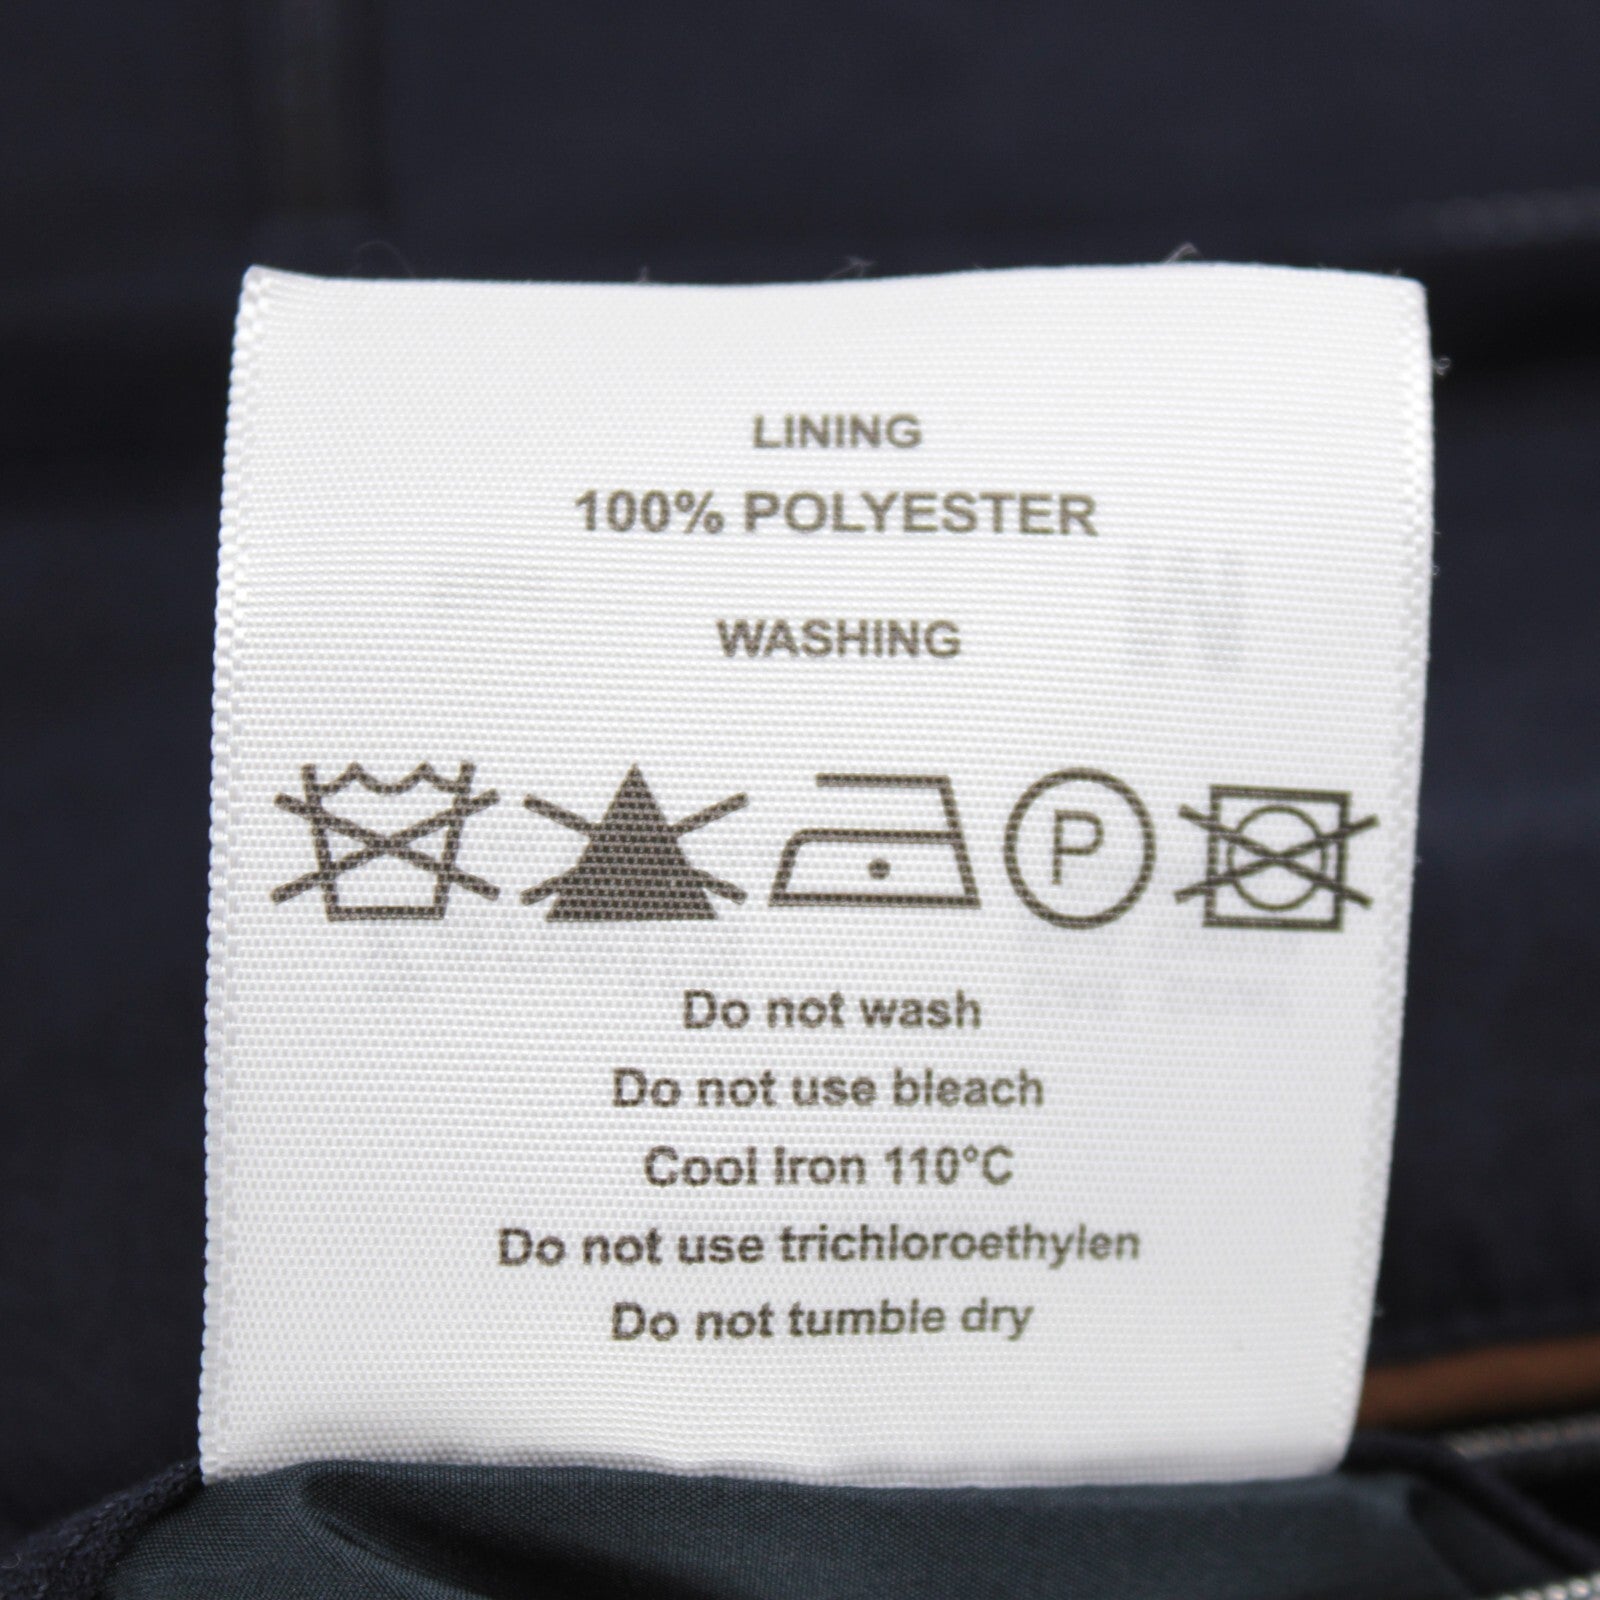 LINING
100% POLYESTER
WASHING
P
Do not wash
Do not use bleach
Cool Iron 110°C
Do not use trichloroethylen
Do not tumble dry